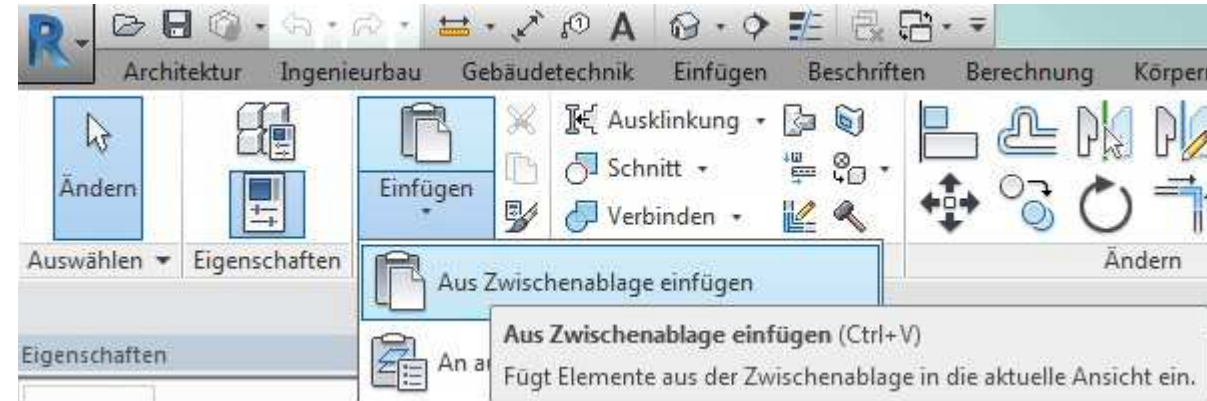 R A
Architektur Ingenieurbau Gebäudetechnik Einfügen Beschriften Berechnung
Ausklinkung
Ändern Einfügen Schnitt
Verbinden
Auswählen Eigenschaften Ändern
Aus Zwischenablage einfügen
Aus Zwischenablage einfügen (Ctrl+V)
Eigenschaften An
Fügt Elemente aus der Zwischenablage in die aktuelle Ansicht ein.